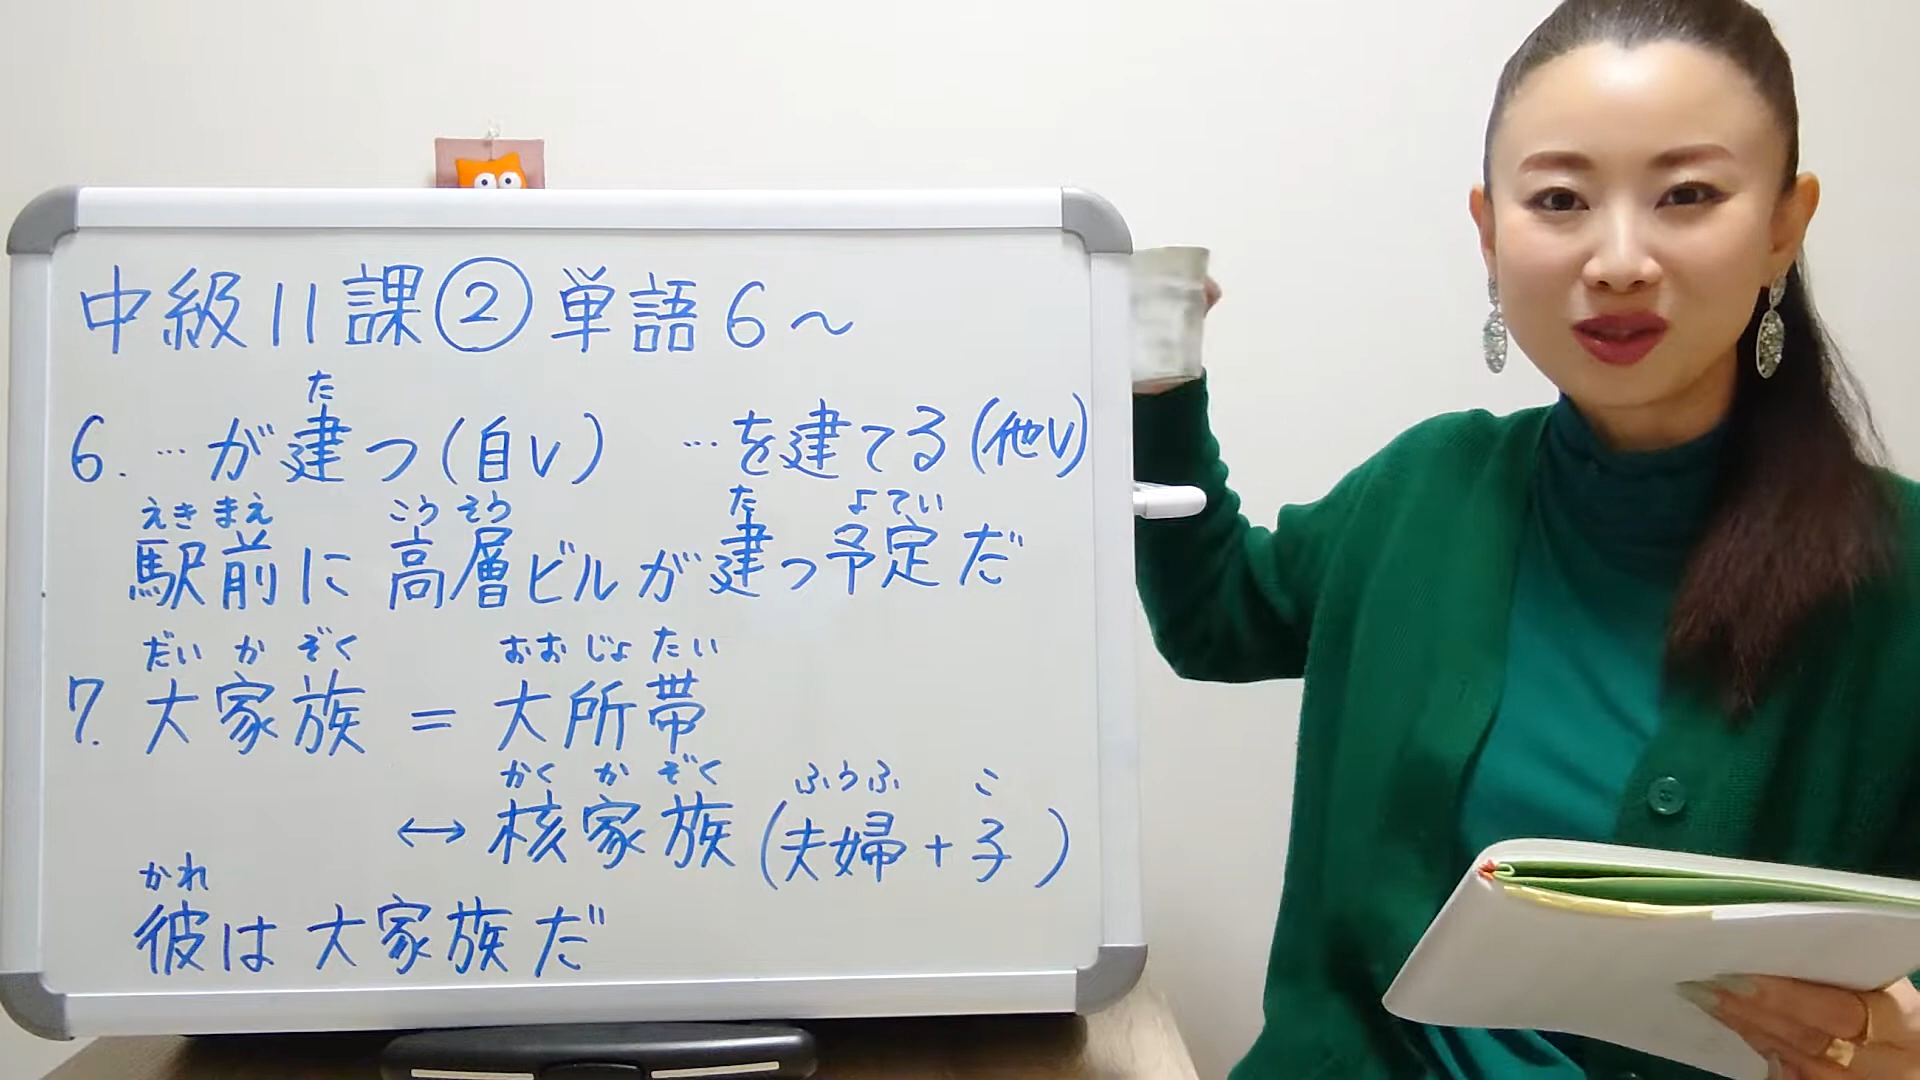 中級11課②単語6～
た
6. …が建つ(自V) …を建てる(他V)
えきまえ こうそう た よてい
駅前に高層ビルが建つ予定だ
だいかぞく おおじょたい
7. 大家族 = 大所帯
かくかぞく ふうふ こ
↔ 核家族(夫婦+子)
かれ
彼は大家族だ